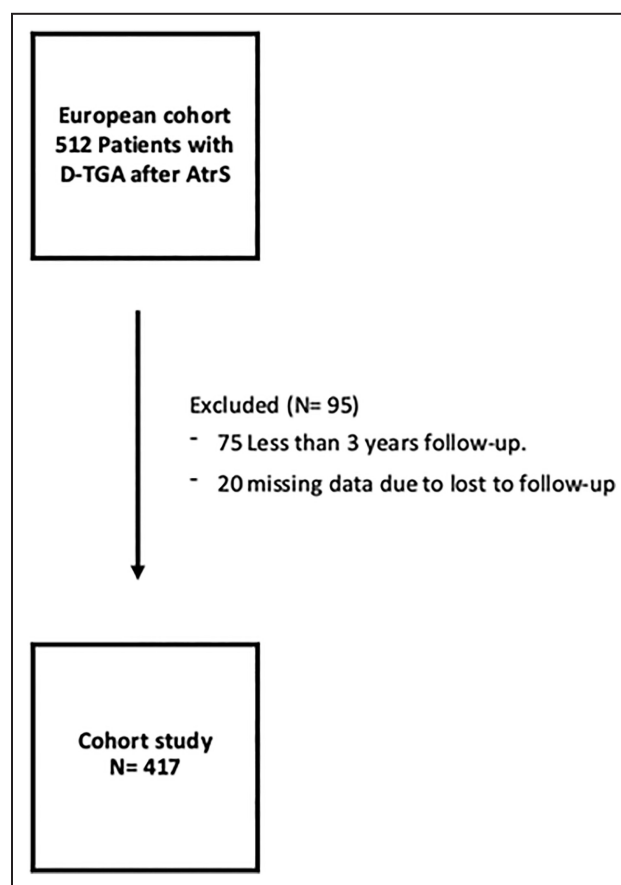 European cohort
512 Patients with
D-TGA after AtrS
Excluded (N= 95)
- 75 Less than 3 years follow-up.
- 20 missing data due to lost to follow-up
Cohort study
N= 417